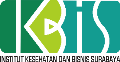 iKBiS
INSTITUT KESEHATAN DAN BISNIS SURABAYA